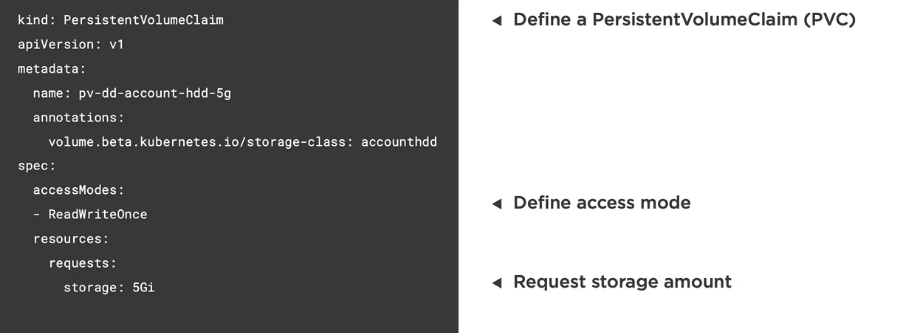 kind: PersistentVolumeClaim
apiVersion: v1
metadata:
  name: pv-dd-account-hdd-5g
  annotations:
    volume.beta.kubernetes.io/storage-class: accounthdd
spec:
  accessModes:
  - ReadWriteOnce
  resources:
    requests:
      storage: 5Gi
◄ Define a PersistentVolumeClaim (PVC)
◄ Define access mode
◄ Request storage amount